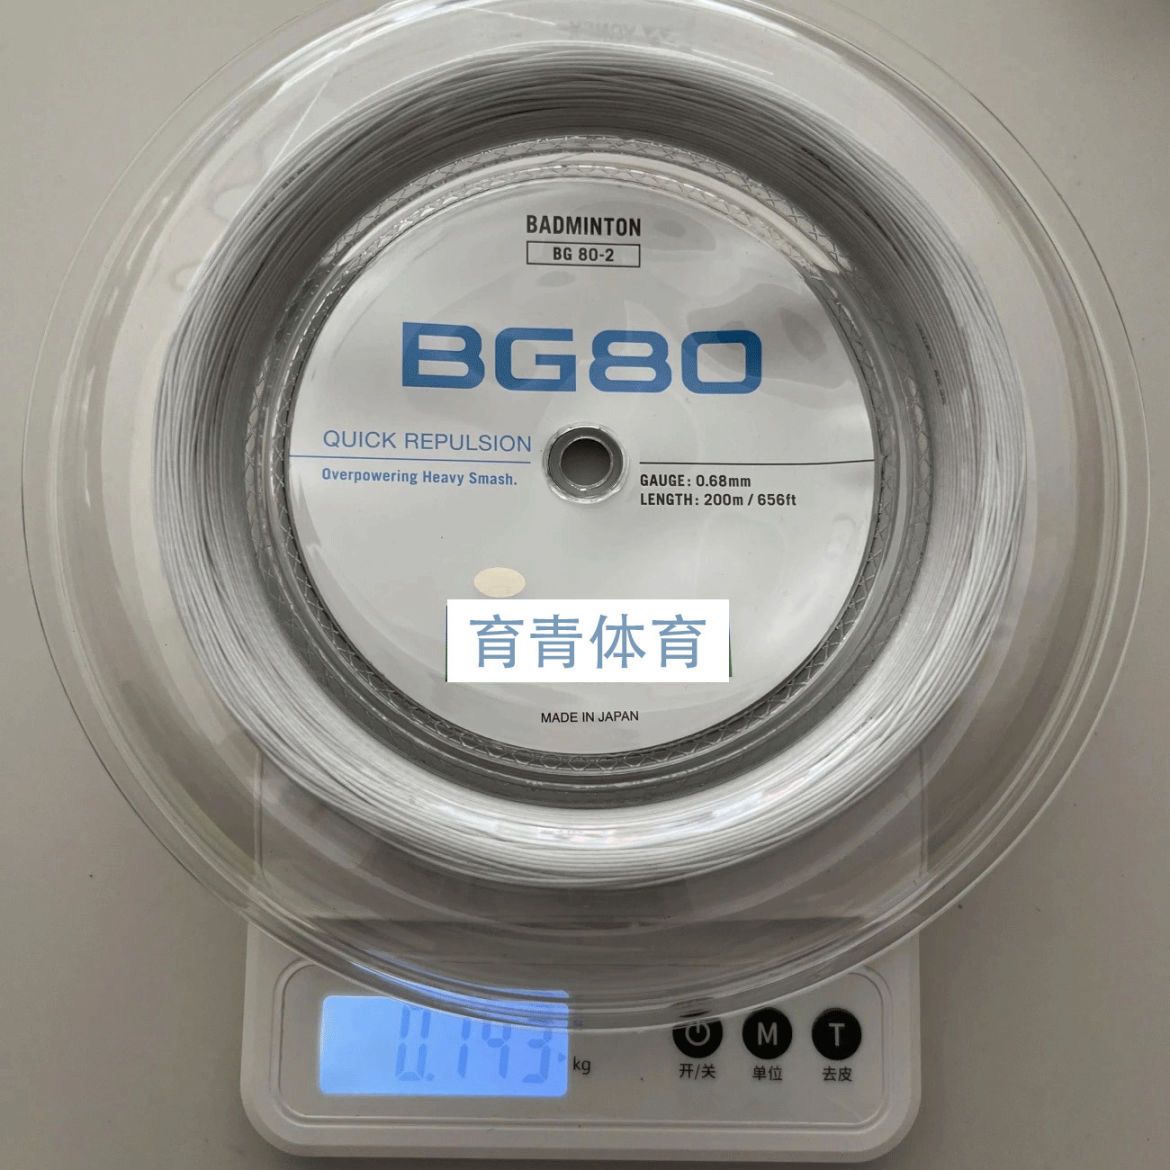 BADMINTON
BG 80-2
BG80
QUICK REPULSION
Overpowering Heavy Smash.
GAUGE: 0.68mm
LENGTH: 200m / 656ft
育青体育
MADE IN JAPAN
0.193
kg
M
T
开/关
单位
去皮